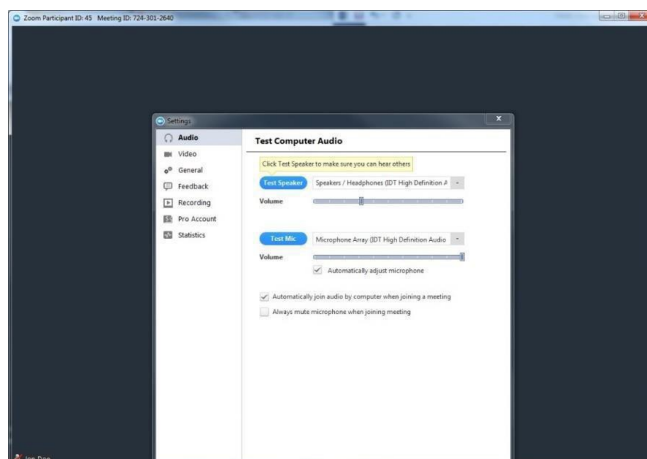 Zoom Participant ID: 45 Meeting ID: 724-301-2640
Settings
X
Audio
Video
General
Feedback
Recording
Pro Account
Statistics
Test Computer Audio
Click Test Speaker to make sure you can hear others
Test Speaker Speakers / Headphones (IDT High Definition A
Volume
Test Mic Microphone Array (IDT High Definition Audio
Volume
Automatically adjust microphone
Automatically join audio by computer when joining a meeting
Always mute microphone when joining meeting